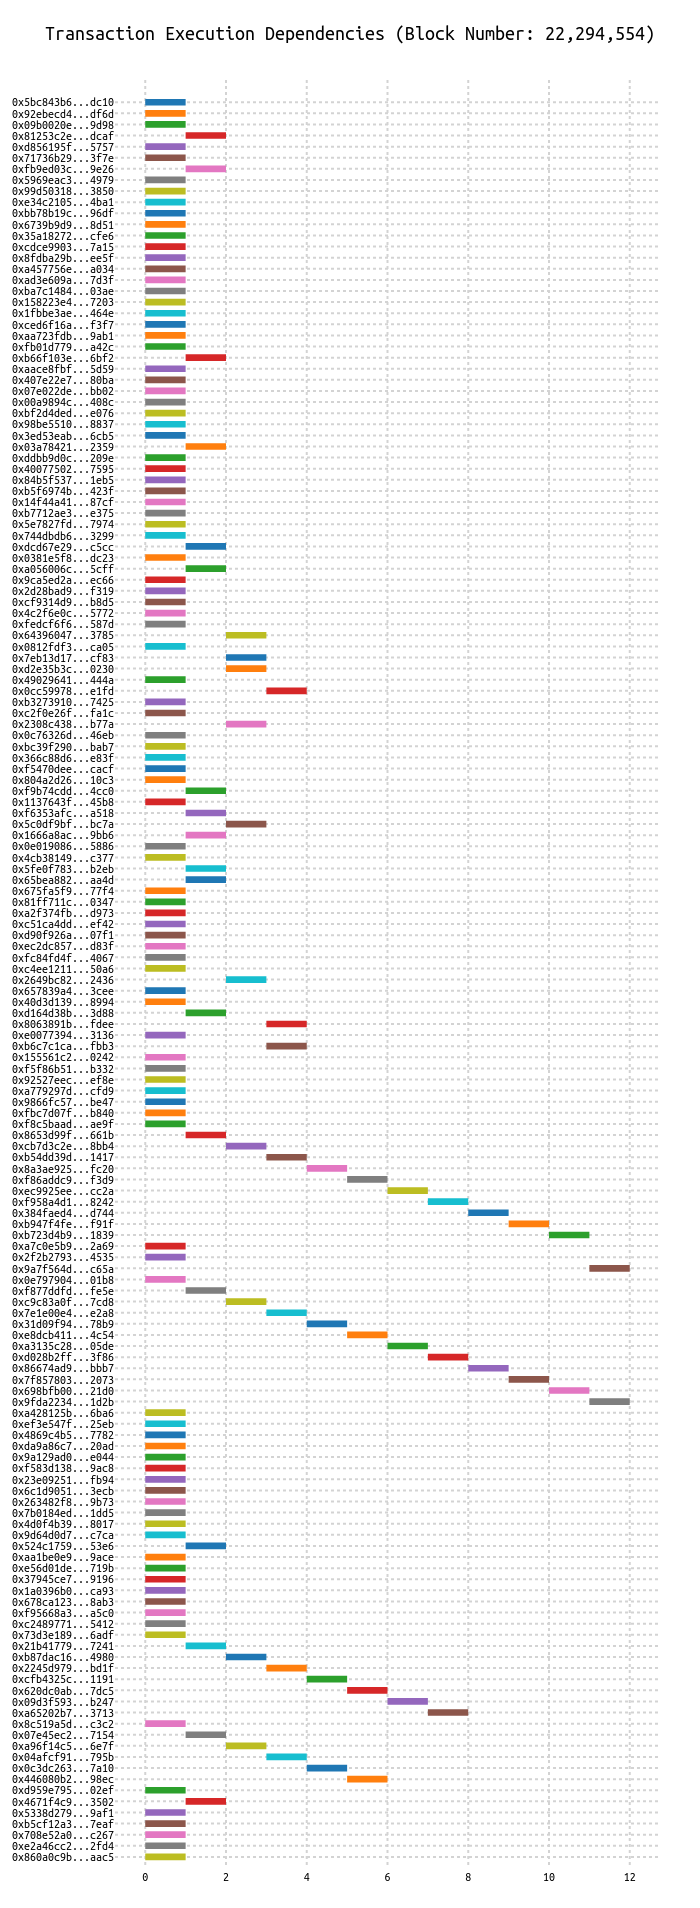 Transaction Execution Dependencies (Block Number: 22,294,554)
0x5bc843b6...dc10
0x92ebecd4...df6d
0x09b0020e...9d98
0x81253c2e...dcaf
0xd856195f...5757
0x71736b29...3f7e
0xfb9ed03c...9e26
0x5969eac3...4979
0x99d50318...3850
0xe34c2105...4ba1
0xbb78b19c...96df
0x6739b9d9...8d51
0x35a18272...cfe6
0xcdce9903...7a15
0x8fdba29b...ee5f
0xa457756e...a034
0xad3e609a...7d3f
0xba7c1484...03ae
0x158223e4...7203
0x1fbbe3ae...464e
0xced6f16a...f3f7
0xaa723fdb...9ab1
0xfb01d779...a42c
0xb66f103e...6bf2
0xaace8fbf...5d59
0x407e22e7...80ba
0x07e022de...bb02
0x00a9894c...408c
0xbf2d4ded...e076
0x98be5510...8837
0x3ed53eab...6cb5
0x03a78421...2359
0xddbb9d0c...209e
0x40077502...7595
0x84b5f537...1eb5
0xb5f6974b...423f
0x14f44a41...87cf
0xb7712ae3...e375
0x5e7827fd...7974
0x744dbdb6...3299
0xdcd67e29...c5cc
0x0381e5f8...dc23
0xa056006c...5cff
0x9ca5ed2a...ec66
0x2d28bad9...f319
0xcf9314d9...b8d5
0x4c2f6e0c...5772
0xfedcf6f6...587d
0x64396047...3785
0x0812fdf3...ca05
0x7eb13d17...cf83
0xd2e35b3c...0230
0x49029641...444a
0x0cc59978...e1fd
0xb3273910...7425
0xc2f0e26f...fa1c
0x2308c438...b77a
0x0c76326d...46eb
0xbc39f290...bab7
0x366c88d6...e83f
0xf5470dee...cacf
0x804a2d26...10c3
0xf9b74cdd...4cc0
0x1137643f...45b8
0xf6353afc...a518
0x5c0df9bf...bc7a
0x1666a8ac...9bb6
0x0e019086...5886
0x4cb38149...c377
0x5fe0f783...b2eb
0x65bea882...aa4d
0x675fa5f9...77f4
0x81ff711c...0347
0xa2f374fb...d973
0xc51ca4dd...ef42
0xd90f926a...07f1
0xec2dc857...d83f
0xfc84fd4f...4067
0xc4ee1211...50a6
0x2649bc82...2436
0x657839a4...3cee
0x40d3d139...8994
0xd164d38b...3d88
0x8063891b...fdee
0xe0077394...3136
0xb6c7c1ca...fbb3
0x155561c2...0242
0xf5f86b51...b332
0x92527eec...ef8e
0xa779297d...cfd9
0x9866fc57...be47
0xfbc7d07f...b840
0xf8c5baad...ae9f
0x8653d99f...661b
0xcb7d3c2e...8bb4
0xb54dd39d...1417
0x8a3ae925...fc20
0xf86addc9...f3d9
0xec9925ee...cc2a
0xf958a4d1...8242
0x384faed4...d744
0xb947f4fe...f91f
0xb723d4b9...1839
0xa7c0e5b9...2a69
0x2f2b2793...4535
0x9a7f564d...c65a
0x0e797904...01b8
0xf877ddfd...fe5e
0xc9c83a0f...7cd8
0x7e1e00e4...e2a8
0x31d09f94...78b9
0xe8dcb411...4c54
0xa3135c28...05de
0xd028b2ff...3f86
0x86674ad9...bbb7
0x7f857803...2073
0x698bfb00...21d0
0x9fda2234...1d2b
0xa428125b...6ba6
0xef3e547f...25eb
0x4869c4b5...7782
0xda9a86c7...20ad
0x9a129ad0...e044
0xf583d138...9ac8
0x23e09251...fb94
0x6c1d9051...3ecb
0x263482f8...9b73
0x7b0184ed...1dd5
0x4d0f4b39...8017
0x9d64d0d7...c7ca
0x524c1759...53e6
0xaa1be0e9...9ace
0xe56d01de...719b
0x37945ce7...9196
0x1a0396b0...ca93
0x678ca123...8ab3
0xf95668a3...a5c0
0xc2489771...5412
0x73d3e189...6adf
0x21b41779...7241
0xb87dac16...4980
0x2245d979...bd1f
0xcfb4325c...1191
0x620dc0ab...7dc5
0x09d3f593...b247
0xa65202b7...3713
0x8c519a5d...c3c2
0x07e45ec2...7154
0xa96f14c5...6e7f
0x04afcf91...795b
0x0c3dc263...7a10
0x446080b2...98ec
0xd959e795...02ef
0x4671f4c9...3502
0x5338d279...9af1
0xb5cf12a3...7eaf
0x708e52a0...c267
0xe2a46cc2...2fd4
0x860a0c9b...aac5
0 2 4 6 8 10 12